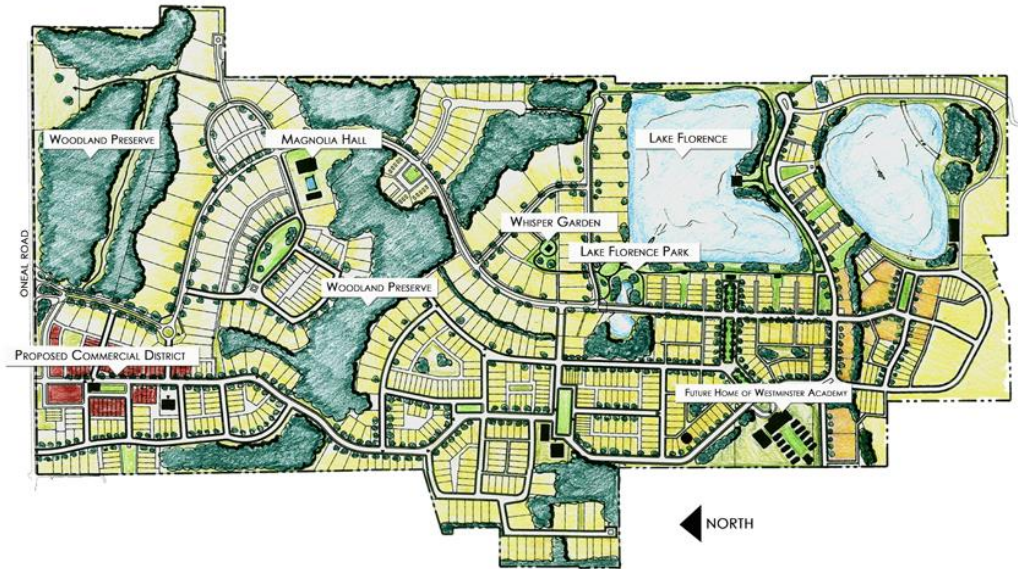 WOODLAND PRESERVE
MAGNOLIA HALL
LAKE FLORENCE
WHISPER GARDEN
LAKE FLORENCE PARK
ONEAL ROAD
WOODLAND PRESERVE
PROPOSED COMMERCIAL DISTRICT
FUTURE HOME OF WESTMINSTER ACADEMY
NORTH